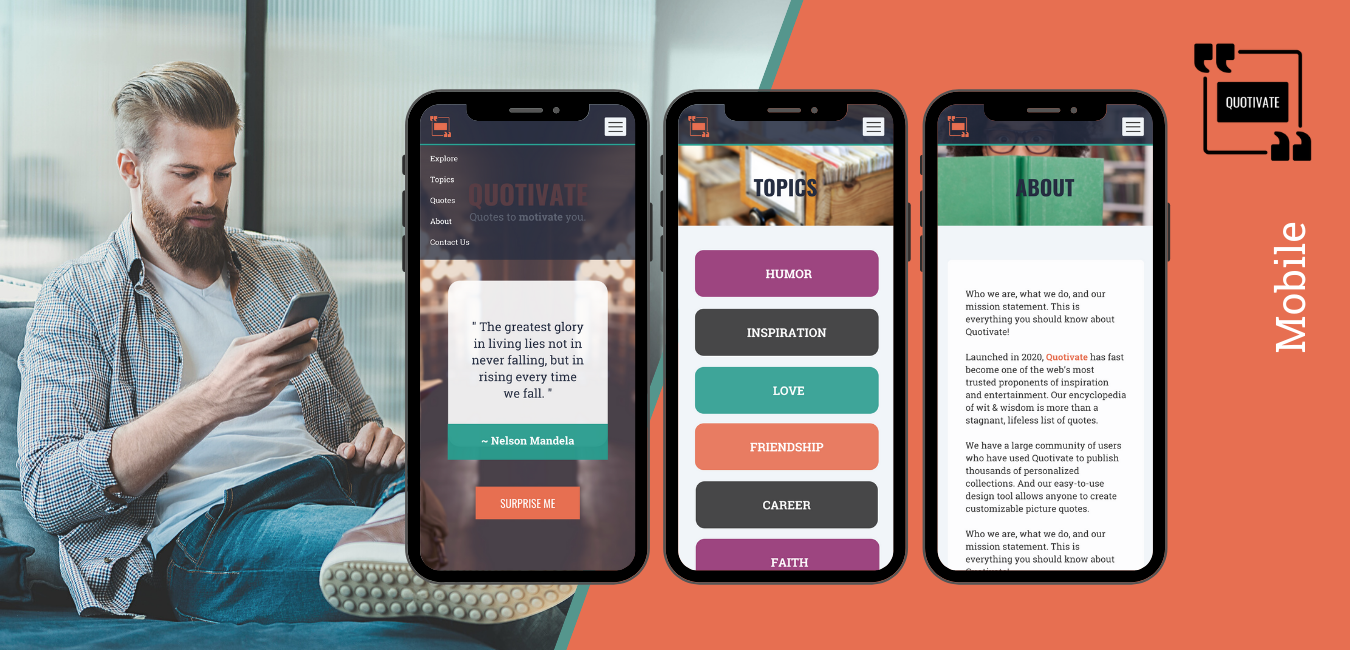 Explore
Topics
Quotes
About
Contact Us
QUOTIVATE
Quotes to motivate you.
" The greatest glory
in living lies not in
never falling, but in
rising every time
we fall. "
~ Nelson Mandela
SURPRISE ME
TOPICS
HUMOR
INSPIRATION
LOVE
FRIENDSHIP
CAREER
FAITH
ABOUT
Who we are, what we do, and our
mission statement. This is
everything you should know about
Quotivate!
Launched in 2020, Quotivate has fast
become one of the web's most
trusted proponents of inspiration
and entertainment. Our encyclopedia
of wit & wisdom is more than a
stagnant, lifeless list of quotes.
We have a large community of users
who have used Quotivate to publish
thousands of personalized
collections. And our easy-to-use
design tool allows anyone to create
customizable picture quotes.
Who we are, what we do, and our
mission statement. This is
everything you should know about
QUOTIVATE
Mobile